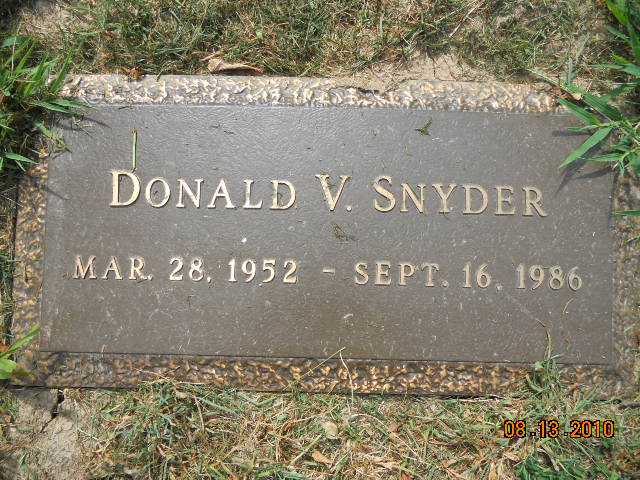 DONALD V. SNYDER
MAR. 28, 1952 - SEPT. 16, 1986
08.13.2010